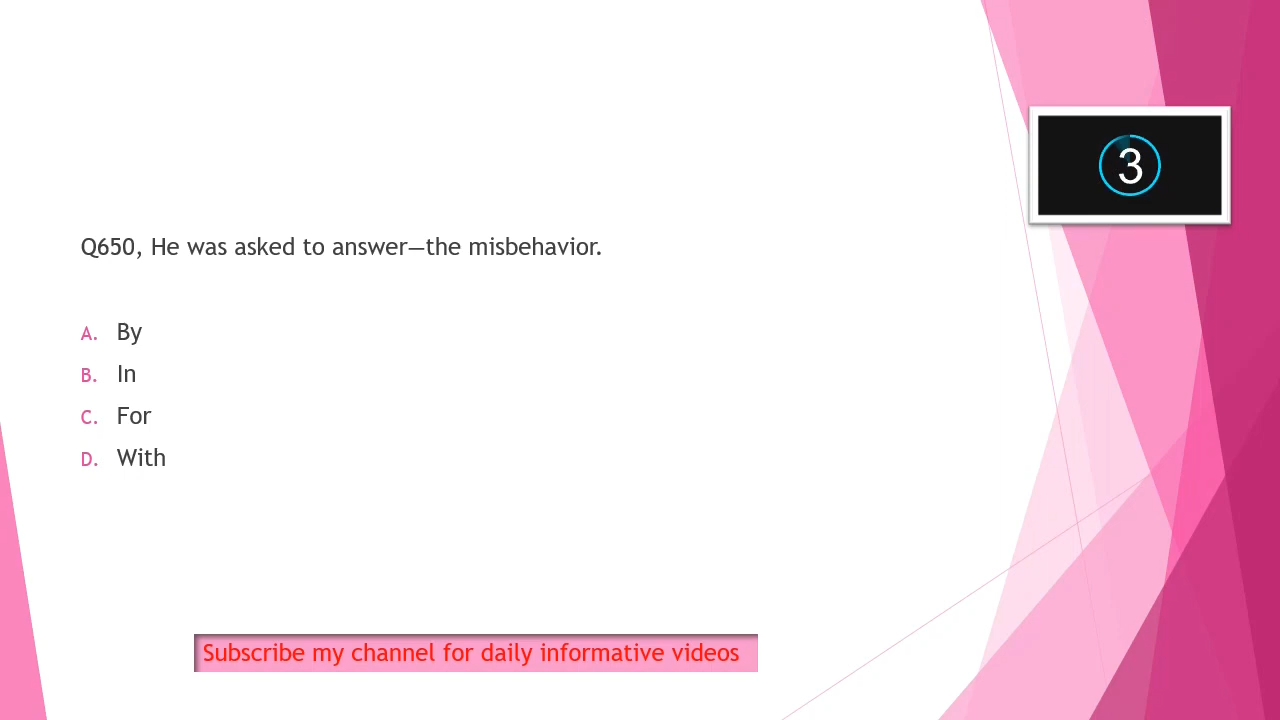 3
Q650, He was asked to answer—the misbehavior.
A. By
B. In
C. For
D. With
Subscribe my channel for daily informative videos